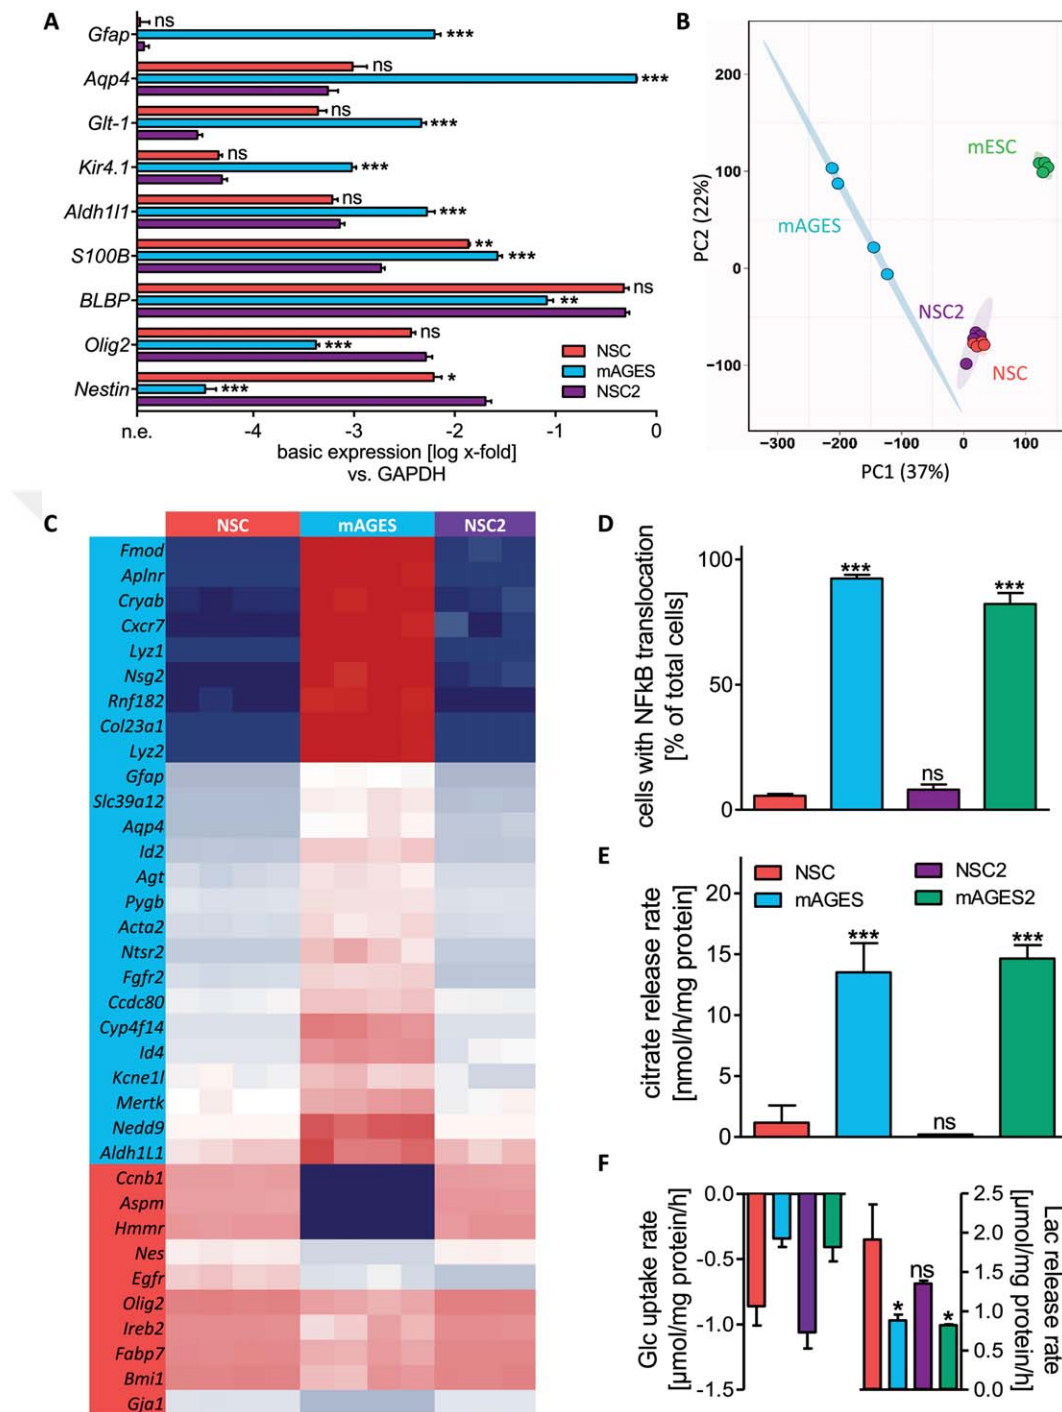 A
Gfap
ns
***
Aqp4
ns
***
Glt-1
ns
***
Kir4.1
ns
***
Aldh1l1
ns
***
S100B
**
***
BLBP
ns
**
Olig2
ns
***
Nestin
*
***
NSC
mAGES
NSC2
n.e.
-4
-3
-2
-1
0
basic expression [log x-fold]
vs. GAPDH
B
200
100
0
−100
PC2 (22%)
mESC
mAGES
NSC2
NSC
−300
−200
−100
0
100
PC1 (37%)
C
NSC
mAGES
NSC2
Fmod
Aplnr
Cryab
Cxcr7
Lyz1
Nsg2
Rnf182
Col23a1
Lyz2
Gfap
Slc39a12
Aqp4
Id2
Agt
Pygb
Acta2
Ntsr2
Fgfr2
Ccdc80
Cyp4f14
Id4
Kcne1l
Mertk
Nedd9
Aldh1L1
Ccnb1
Aspm
Hmmr
Nes
Egfr
Olig2
Ireb2
Fabp7
Bmi1
Gja1
D
cells with NFkB translocation
[% of total cells]
100
50
0
***
ns
***
E
citrate release rate
[nmol/h/mg protein]
20
15
10
5
0
NSC
mAGES
NSC2
mAGES2
***
ns
***
F
Glc uptake rate
[µmol/mg protein/h]
0.0
-0.5
-1.0
-1.5
*
ns
*
2.5
2.0
1.5
1.0
0.5
0.0
Lac release rate
[µmol/mg protein/h]